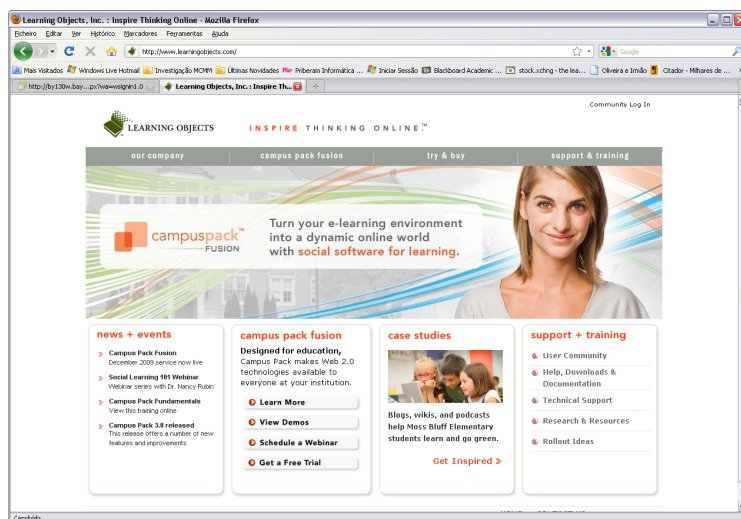 Learning Objects, Inc. : Inspire Thinking Online - Mozilla Firefox
Ficheiro Editar Ver Histórico Marcadores Ferramentas Ajuda
http://www.learningobjects.com/
Google
Mais Visitados Windows Live Hotmail Investigação MCMM Últimas Novidades Priberam Informática ... Iniciar Sessão Blackboard Academic ... stock.xchng - the lea... Oliveira e Irmão Citador - Milhares de ...
http://by130w.bay...px?wa=wsignin1.0 Learning Objects, Inc. : Inspire Th...
Community Log In
LEARNING OBJECTS INSPIRE THINKING ONLINE.™
our company campus pack fusion try & buy support & training
campuspack™
FUSION
Turn your e-learning environment
into a dynamic online world
with social software for learning.
news + events
Campus Pack Fusion
December 2009 service now live
Social Learning 101 Webinar
Webinar series with Dr. Nancy Rubin
Campus Pack Fundamentals
View this training online
Campus Pack 3.0 released
This release offers a number of new
features and improvements
campus pack fusion
Designed for education,
Campus Pack makes Web 2.0
technologies available to
everyone at your institution.
Learn More
View Demos
Schedule a Webinar
Get a Free Trial
case studies
Blogs, wikis, and podcasts
help Moss Bluff Elementary
students learn and go green.
Get Inspired »
support + training
User Community
Help, Downloads &
Documentation
Technical Support
Research & Resources
Rollout Ideas
Concluído